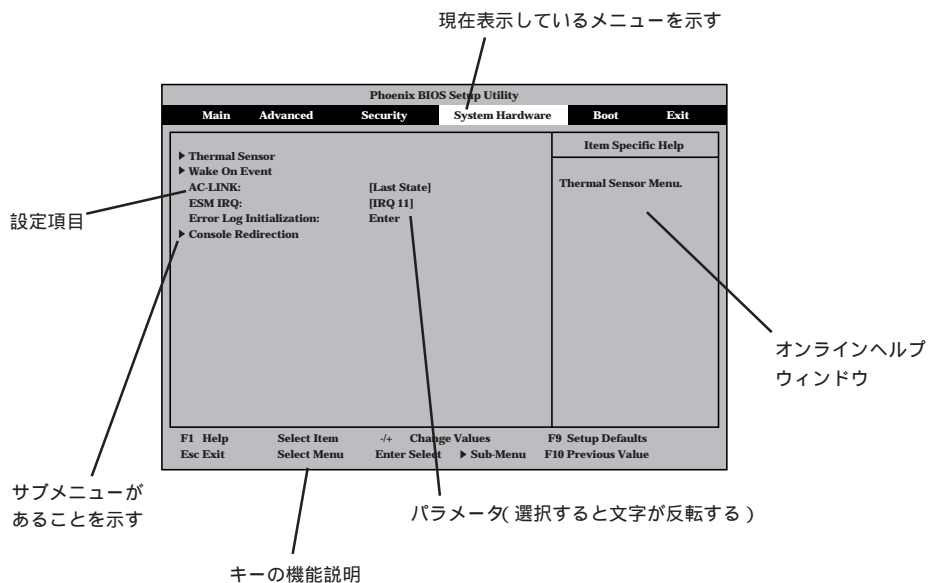 現在表示しているメニューを示す
Phoenix BIOS Setup Utility
Main Advanced Security System Hardware Boot Exit
Item Specific Help
Thermal Sensor
Wake On Event
AC-LINK: [Last State]
ESM IRQ: [IRQ 11]
Error Log Initialization: Enter
Console Redirection
Thermal Sensor Menu.
設定項目
オンラインヘルプ
ウィンドウ
F1 Help Select Item -/+ Change Values F9 Setup Defaults
Esc Exit Select Menu Enter Select Sub-Menu F10 Previous Value
サブメニューが
あることを示す
パラメータ(選択すると文字が反転する)
キーの機能説明